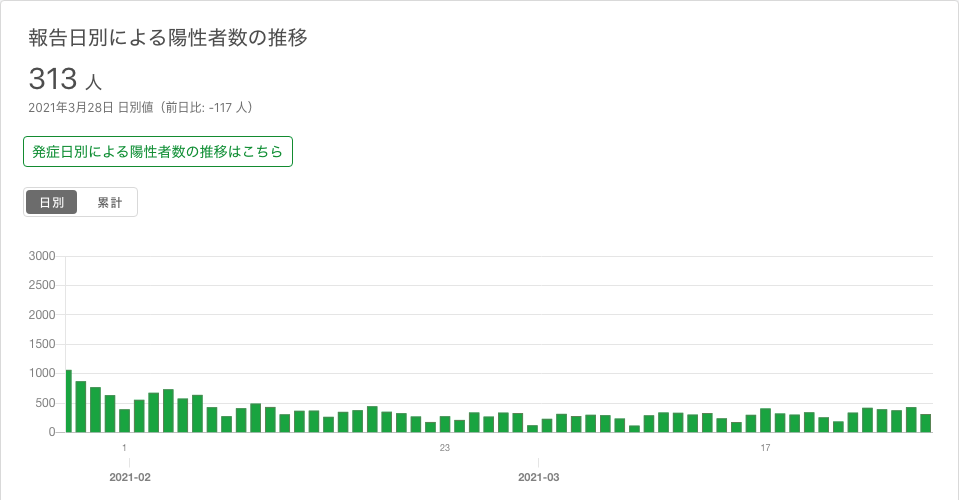 報告日別による陽性者数の推移
313 人
2021年3月28日 日別値（前日比: -117 人）
発症日別による陽性者数の推移はこちら
日別 累計
3000
2500
2000
1500
1000
500
0
1 23 17
2021-02 2021-03